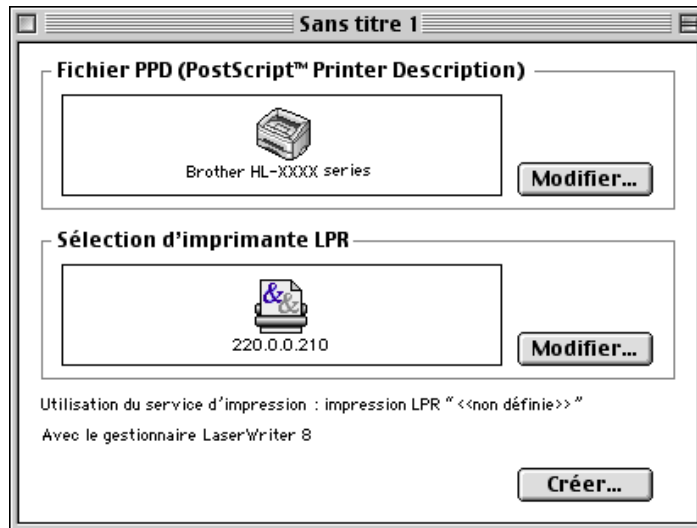 Sans titre 1
Fichier PPD (PostScript™ Printer Description)
Brother HL-XXXX series
Modifier...
Sélection d'imprimante LPR
&&
220.0.0.210
Modifier...
Utilisation du service d'impression : impression LPR " <<non définie>> "
Avec le gestionnaire LaserWriter 8
Créer...